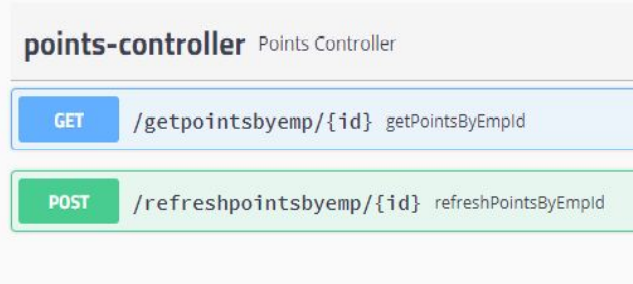 points-controller Points Controller
GET /getpointsbyemp/{id} getPointsByEmpId
POST /refreshpointsbyemp/{id} refreshPointsByEmpId